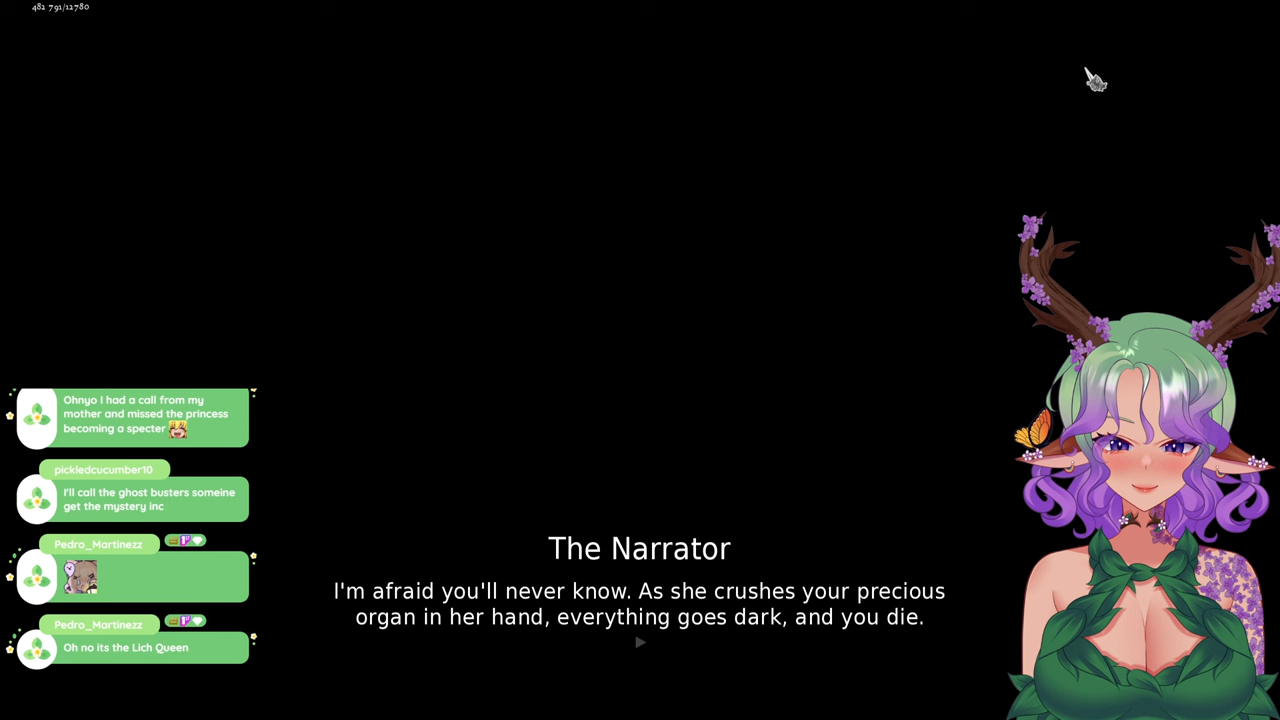 482 791/12780
Ohnyo I had a call from my
mother and missed the princess
becoming a specter
pickledcucumber10
I'll call the ghost busters someine
get the mystery inc
Pedro_Martinezz
Pedro_Martinezz
Oh no its the Lich Queen
The Narrator
I'm afraid you'll never know. As she crushes your precious
organ in her hand, everything goes dark, and you die.